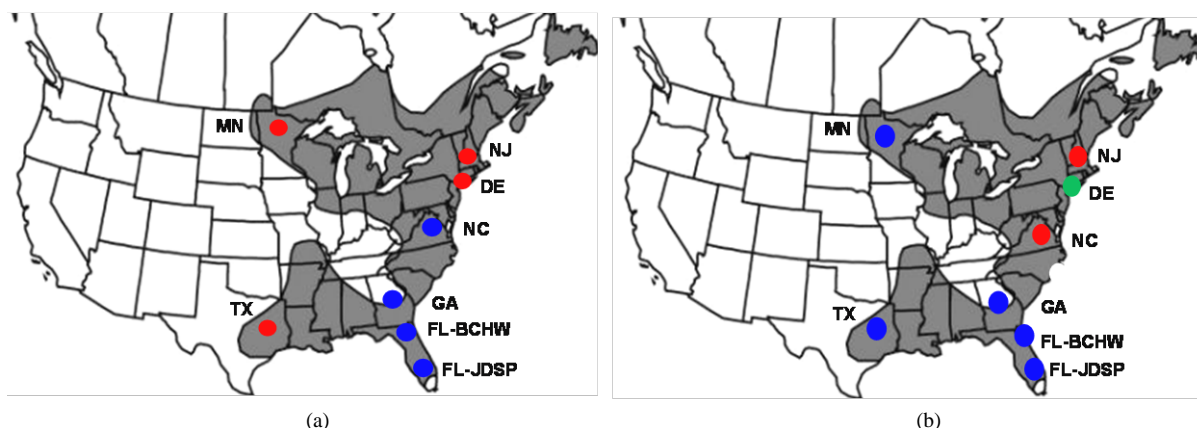 MN
NJ
DE
NC
TX
GA
FL-BCHW
FL-JDSP
(a)
MN
NJ
DE
NC
TX
GA
FL-BCHW
FL-JDSP
(b)